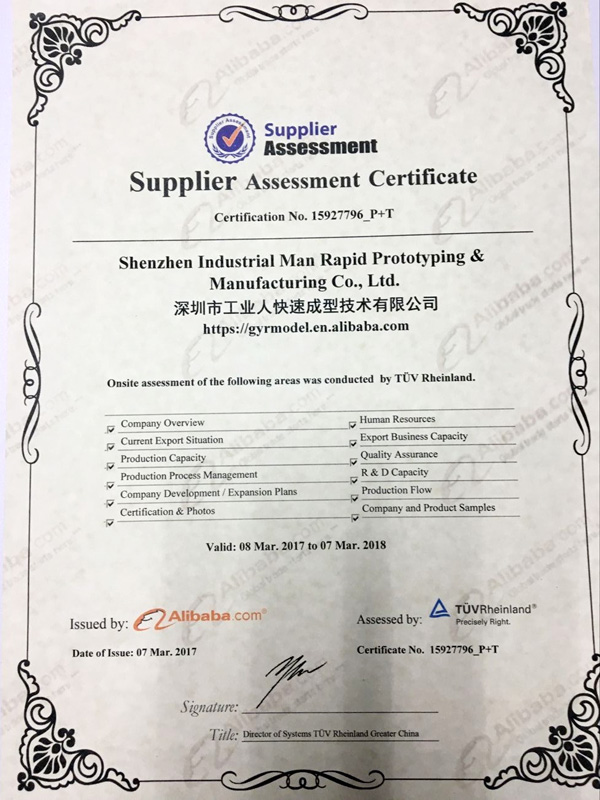 Supplier Assessment
Supplier
Assessment
Supplier Assessment Certificate
Certification No. 15927796_P+T
Shenzhen Industrial Man Rapid Prototyping &
Manufacturing Co., Ltd.
深圳市工业人快速成型技术有限公司
https://gyrmodel.en.alibaba.com
Onsite assessment of the following areas was conducted by TÜV Rheinland.
Company Overview
Human Resources
Current Export Situation
Export Business Capacity
Production Capacity
Quality Assurance
Production Process Management
R & D Capacity
Company Development / Expansion Plans
Production Flow
Certification & Photos
Company and Product Samples
Valid: 08 Mar. 2017 to 07 Mar. 2018
Issued by: Alibaba.com®
Assessed by: TÜVRheinland®
Precisely Right.
Date of Issue: 07 Mar. 2017
Certificate No. 15927796_P+T
Signature:
Title: Director of Systems TÜV Rheinland Greater China